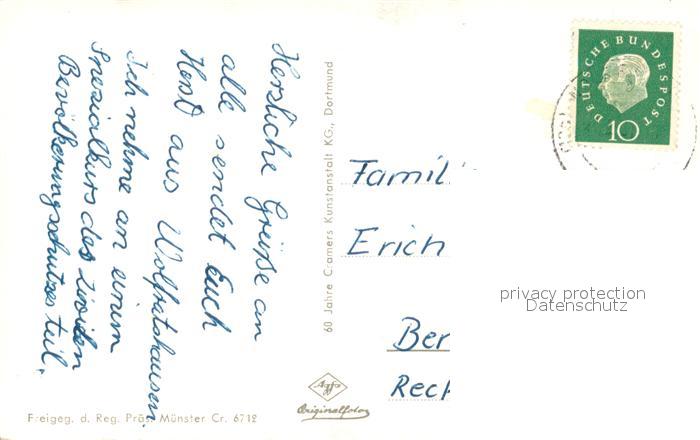 Herzliche Grüße an
alle sendet Euch
Horst aus Wolfratshausen.
Ich nehme an einem
Spezialkurs des zivilen
Bevölkerungsschutzes teil.
60 Jahre Cramers Kunstanstalt KG., Dortmund
DEUTSCHE BUNDESPOST
10
Famil
Erich
Ber
Rech
privacy protection
Datenschutz
Agfa
Originalfoto
Freigeg. d. Reg. Präs. Münster Cr. 6712